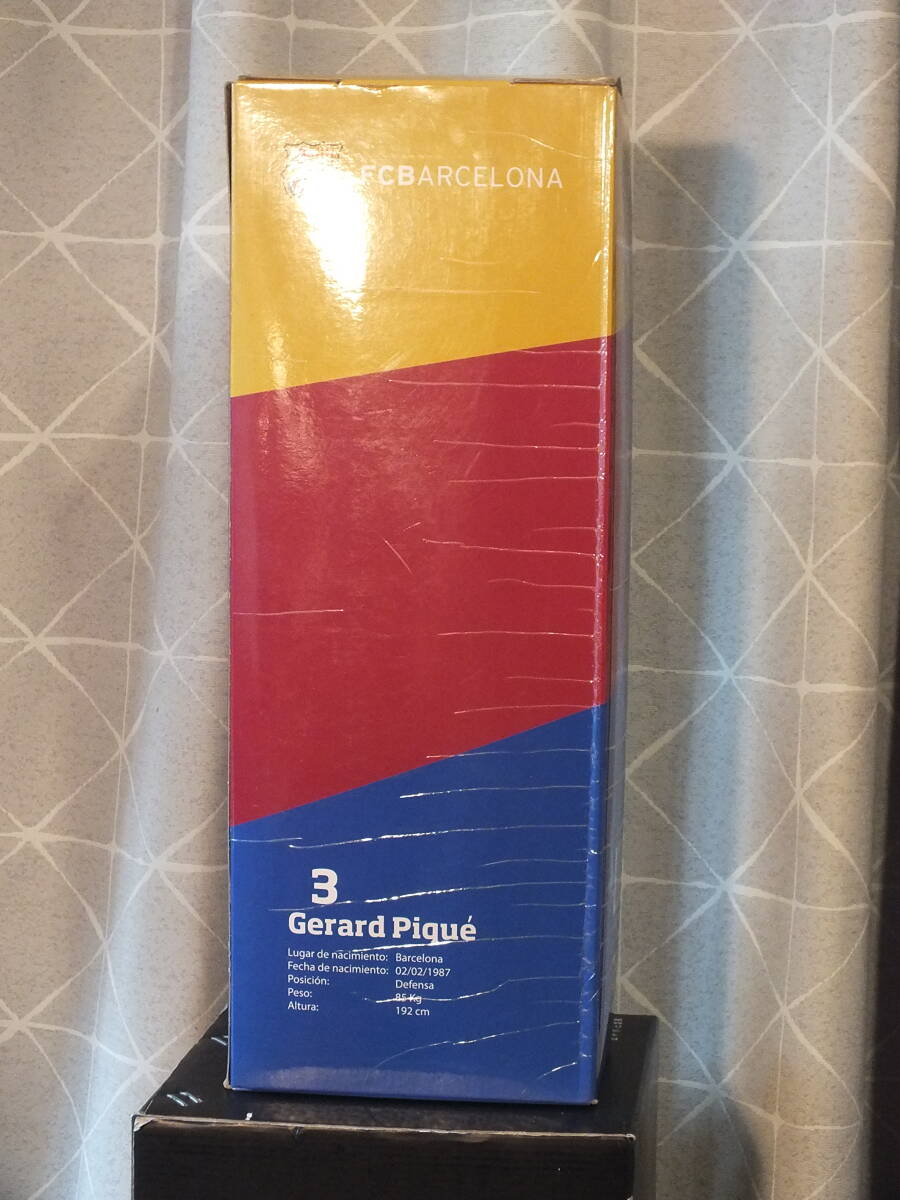 FCBARCELONA
3
Gerard Piqué
Lugar de nacimiento: Barcelona
Fecha de nacimiento: 02/02/1987
Posición: Defensa
Peso: 85 Kg
Altura: 192 cm